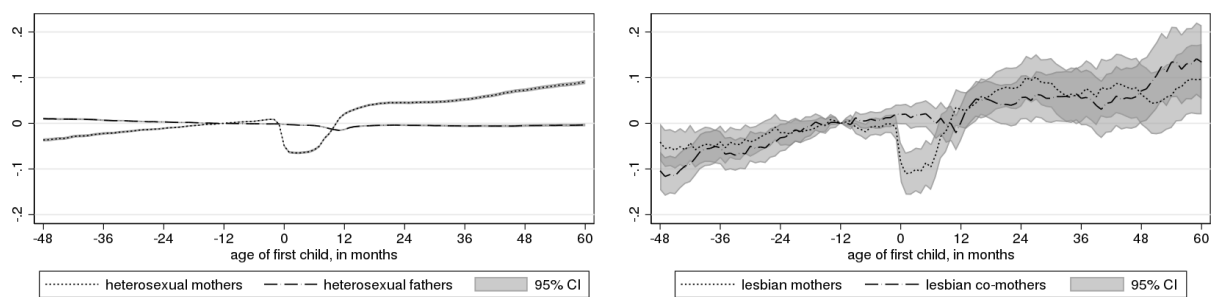 .2
.1
0
-.1
-.2
-48 -36 -24 -12 0 12 24 36 48 60
age of first child, in months
heterosexual mothers heterosexual fathers 95% CI
.2
.1
0
-.1
-.2
-48 -36 -24 -12 0 12 24 36 48 60
age of first child, in months
lesbian mothers lesbian co-mothers 95% CI